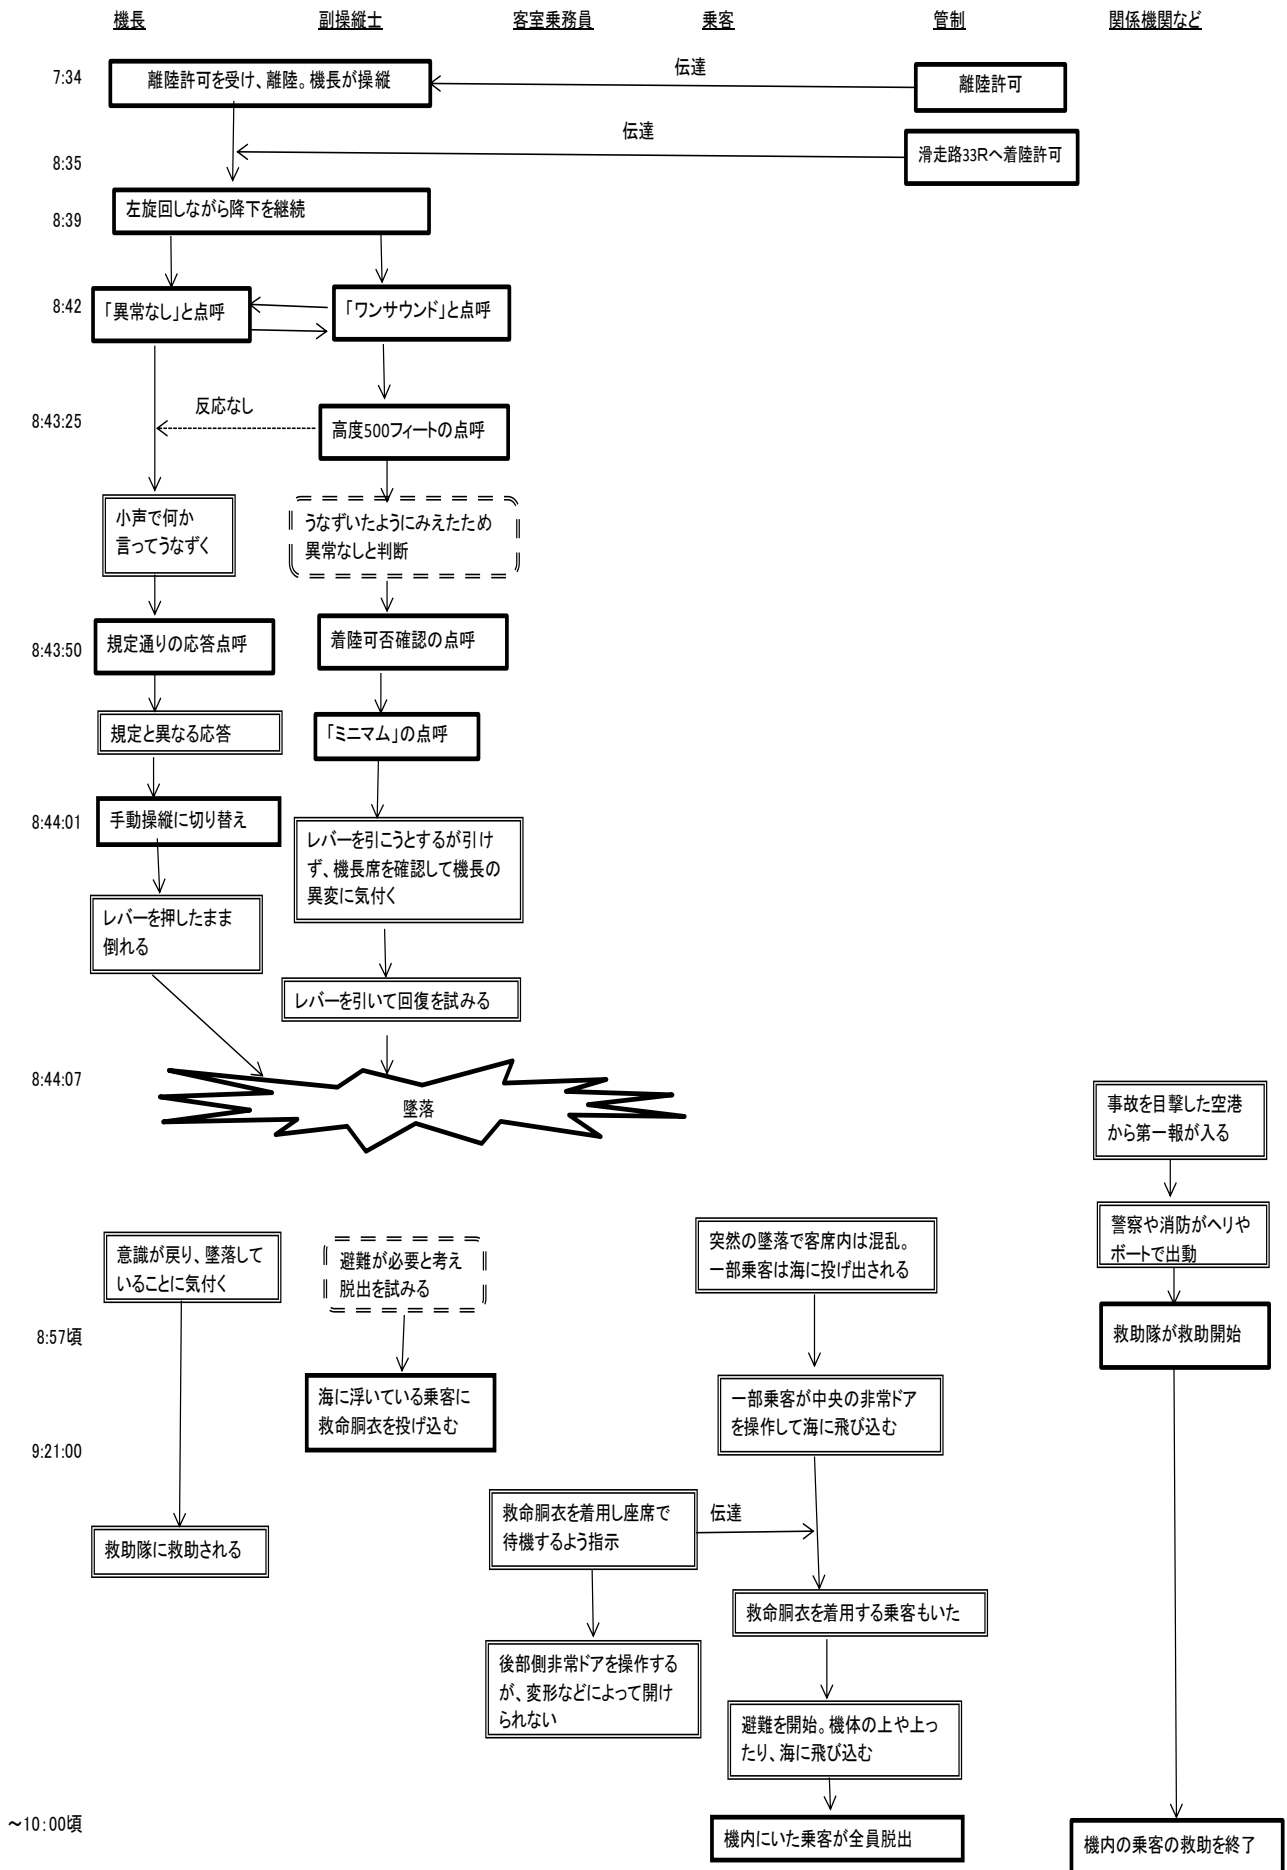 機長
副操縦士
客室乗務員
乗客
管制
関係機関など
7:34
離陸許可を受け、離陸。機長が操縦
伝達
離陸許可
伝達
8:35
滑走路33Rへ着陸許可
8:39
左旋回しながら降下を継続
8:42
「異常なし」と点呼
「ワンサウンド」と点呼
8:43:25
反応なし
高度500フィートの点呼
小声で何か
言ってうなずく
うなずいたようにみえたため
異常なしと判断
8:43:50
規定通りの応答点呼
着陸可否確認の点呼
規定と異なる応答
「ミニマム」の点呼
8:44:01
手動操縦に切り替え
レバーを引こうとするが引け
ず、機長席を確認して機長の
異変に気付く
レバーを押したまま
倒れる
レバーを引いて回復を試みる
8:44:07
墜落
事故を目撃した空港
から第一報が入る
警察や消防がヘリや
ボートで出動
意識が戻り、墜落して
いることに気付く
避難が必要と考え
脱出を試みる
突然の墜落で客席内は混乱。
一部乗客は海に投げ出される
8:57頃
救助隊が救助開始
海に浮いている乗客に
救命胴衣を投げ込む
一部乗客が中央の非常ドア
を操作して海に飛び込む
9:21:00
救命胴衣を着用し座席で
待機するよう指示
伝達
救助隊に救助される
救命胴衣を着用する乗客もいた
後部側非常ドアを操作する
が、変形などによって開け
られない
避難を開始。機体の上や上っ
たり、海に飛び込む
~10:00頃
機内にいた乗客が全員脱出
機内の乗客の救助を終了